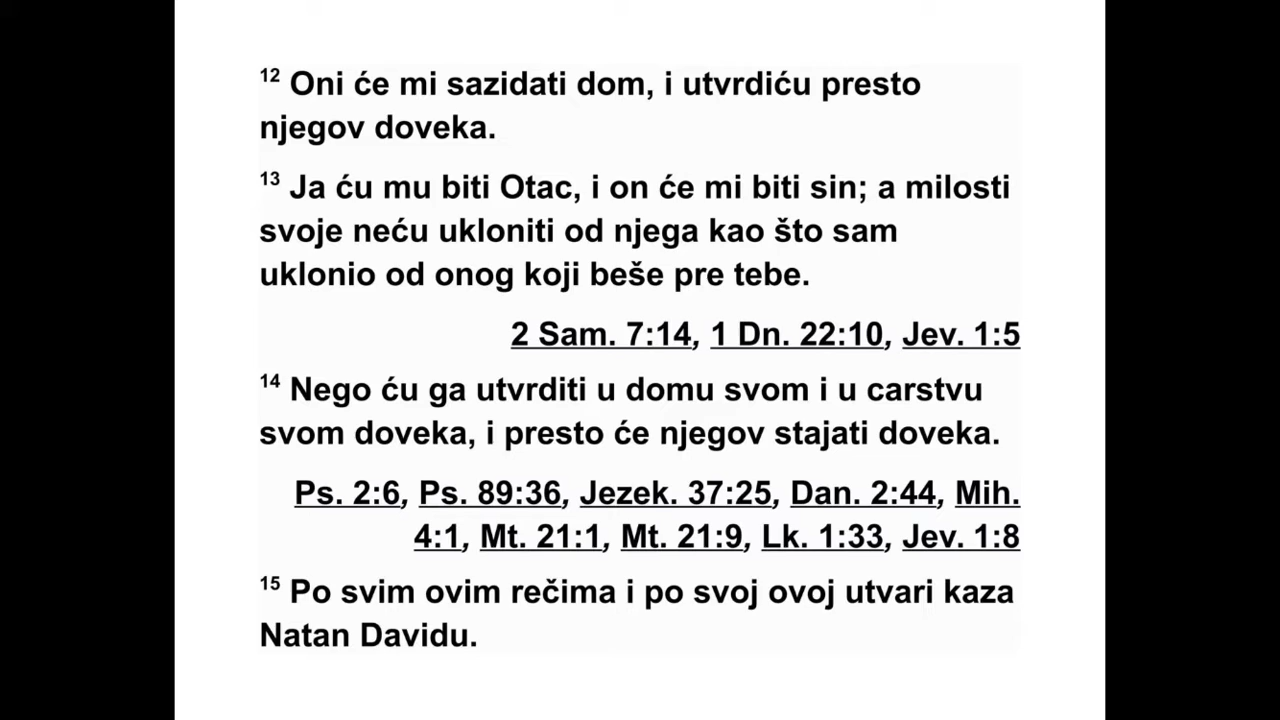 12 Oni će mi sazidati dom, i utvrdiću presto
njegov doveka.
13 Ja ću mu biti Otac, i on će mi biti sin; a milosti
svoje neću ukloniti od njega kao što sam
uklonio od onog koji beše pre tebe.
2 Sam. 7:14, 1 Dn. 22:10, Jev. 1:5
14 Nego ću ga utvrditi u domu svom i u carstvu
svom doveka, i presto će njegov stajati doveka.
Ps. 2:6, Ps. 89:36, Jezek. 37:25, Dan. 2:44, Mih.
4:1, Mt. 21:1, Mt. 21:9, Lk. 1:33, Jev. 1:8
15 Po svim ovim rečima i po svoj ovoj utvari kaza
Natan Davidu.